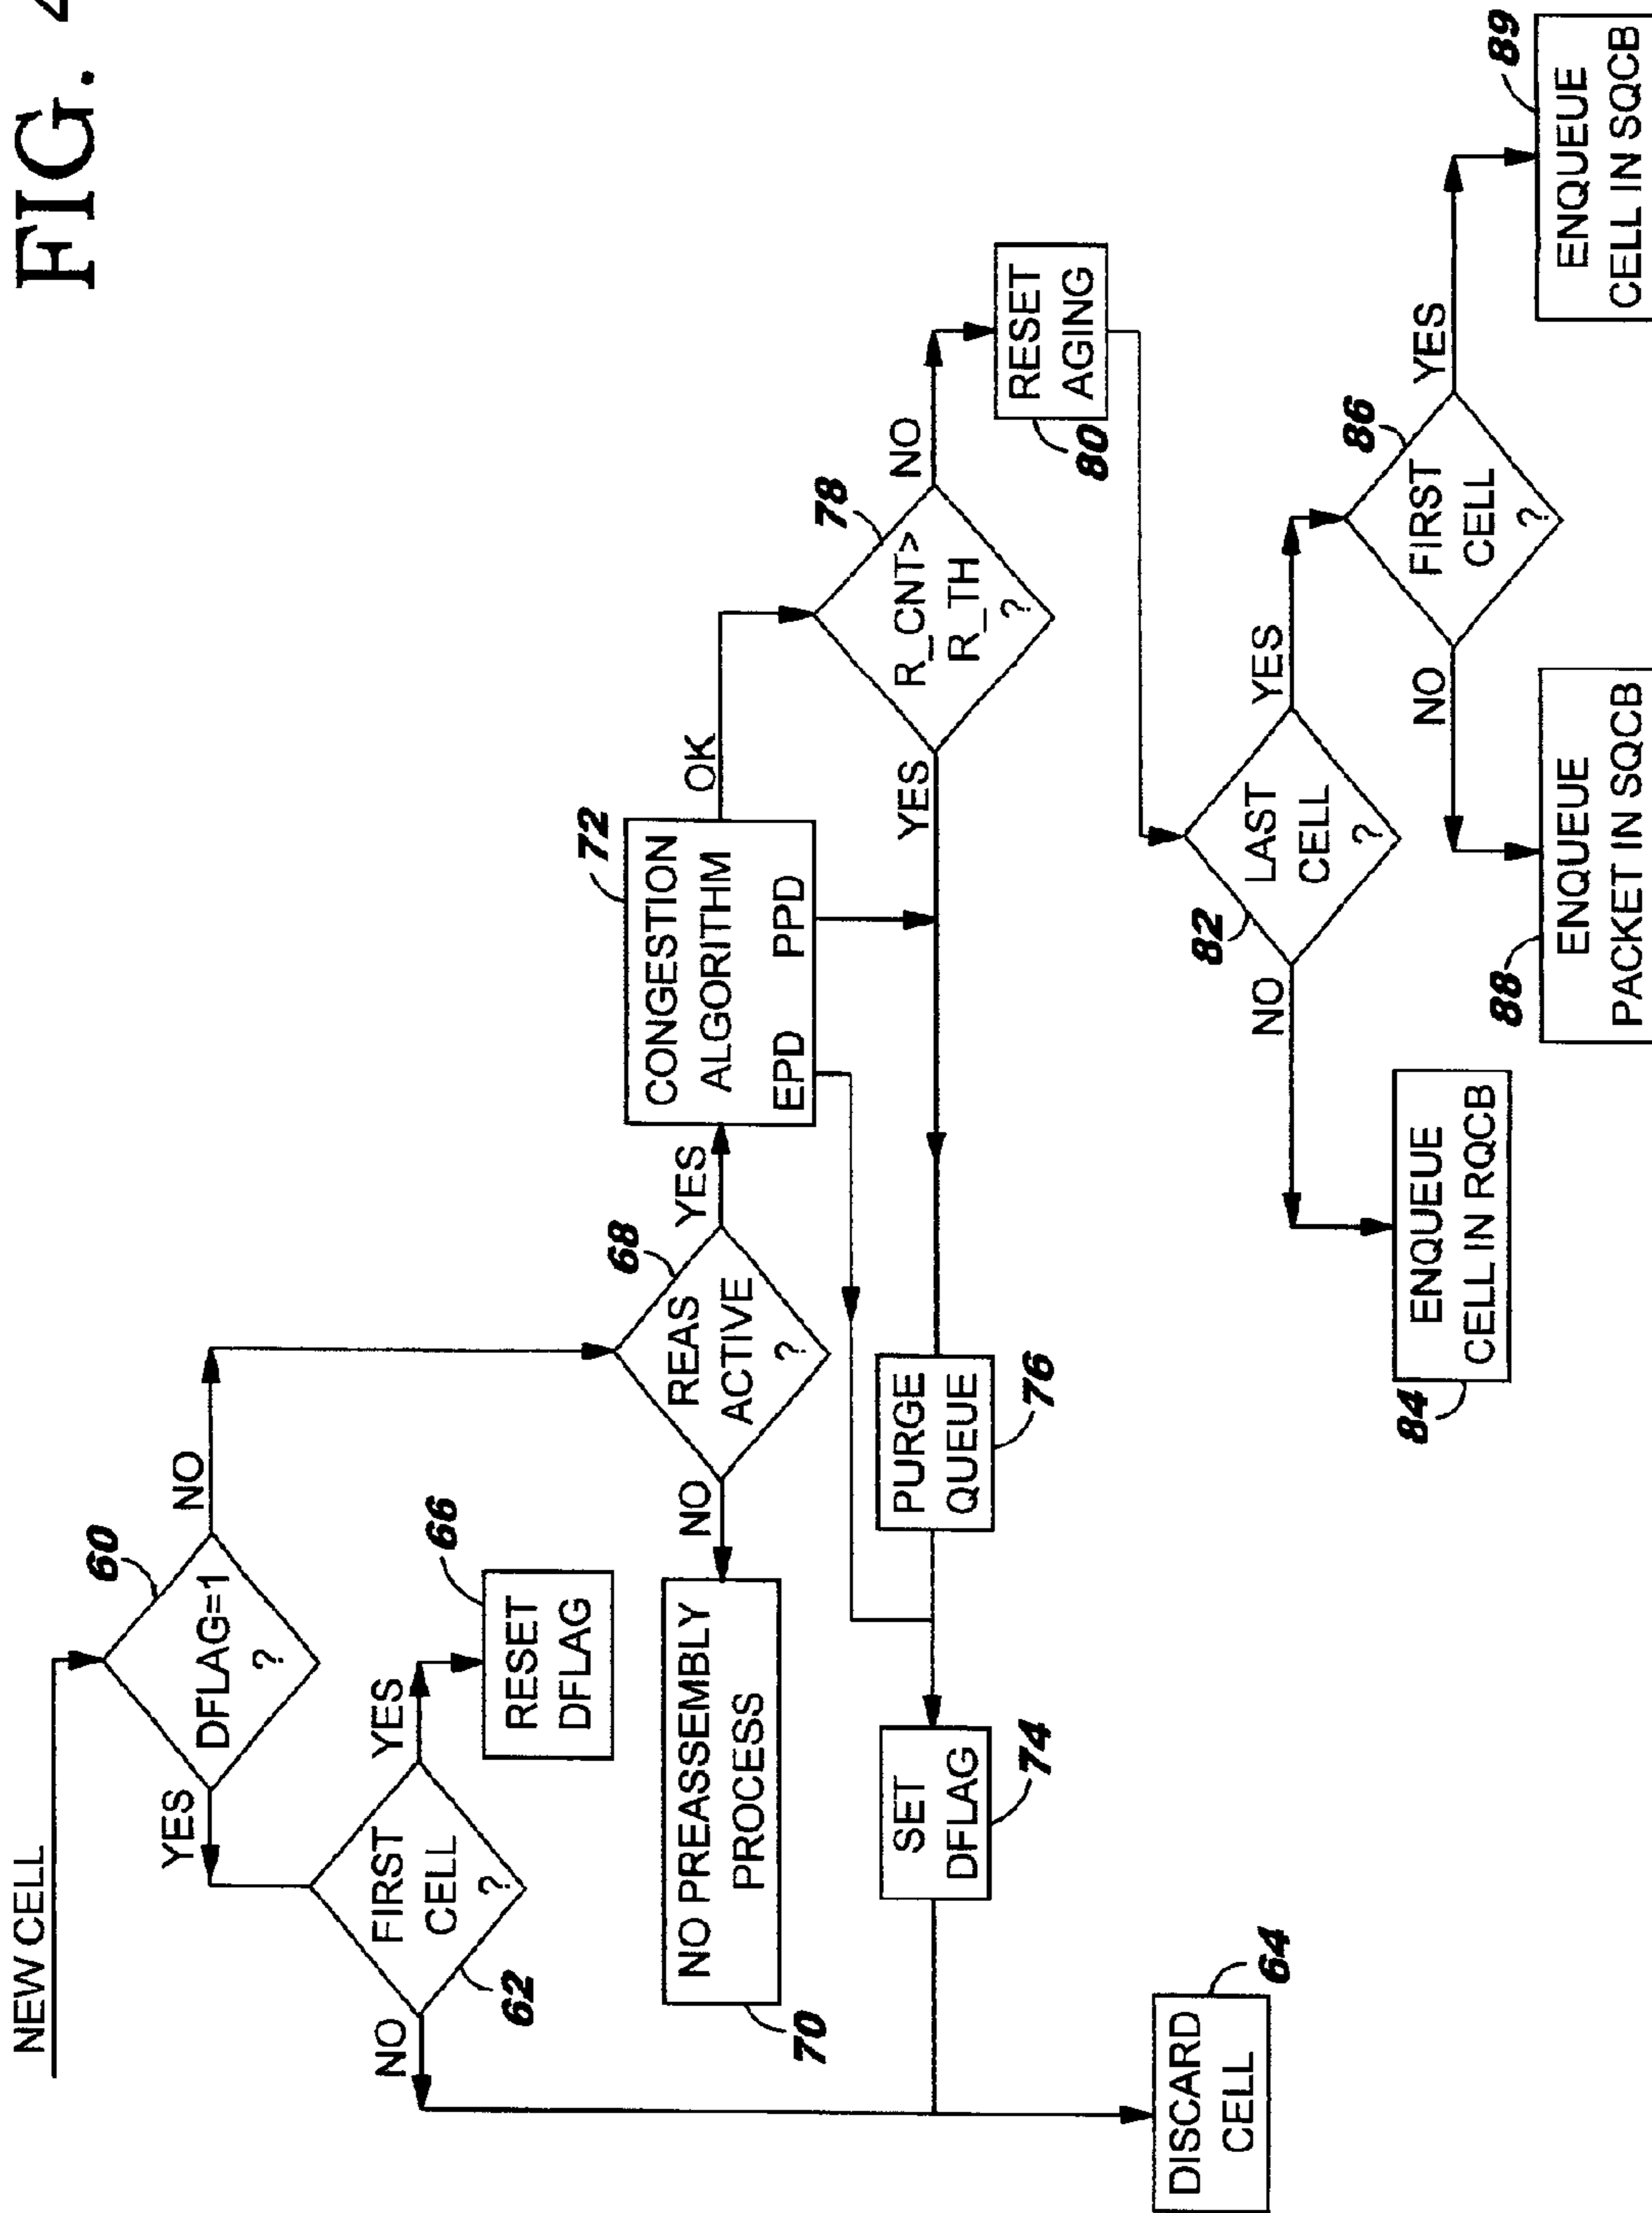 FIG. 4
NEW CELL
60
DFLAG=1
?
YES
NO
62
FIRST
CELL
?
NO
YES
66
RESET
DFLAG
68
REAS
ACTIVE
?
NO
YES
70
NO PREASSEMBLY
PROCESS
72
CONGESTION
ALGORITHM
EPD
PPD
OK
78
R_CNT>
R_TH
?
YES
NO
76
PURGE
QUEUE
74
SET
DFLAG
64
DISCARD
CELL
80
RESET
AGING
82
LAST
CELL
?
NO
YES
84
ENQUEUE
CELL IN RQCB
86
FIRST
CELL
?
NO
YES
88
ENQUEUE
PACKET IN SQCB
89
ENQUEUE
CELL IN SQCB